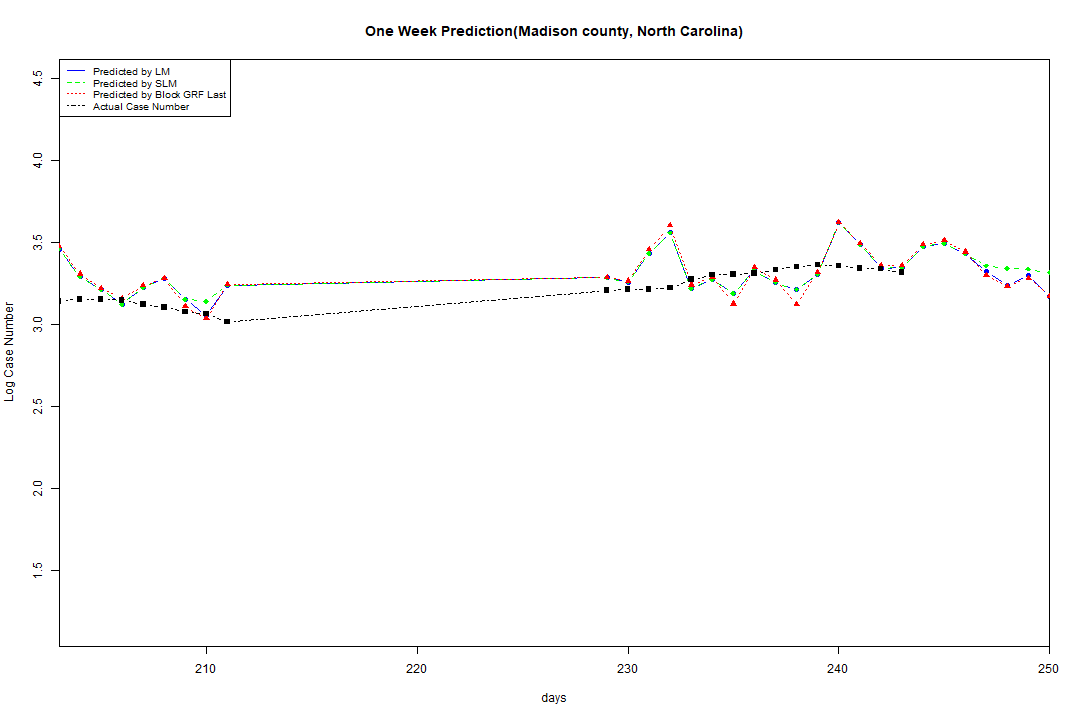 One Week Prediction(Madison county, North Carolina)
Predicted by LM
Predicted by SLM
Predicted by Block GRF Last
Actual Case Number
4.5
4.0
3.5
3.0
2.5
2.0
1.5
Log Case Number
210
220
230
240
250
days